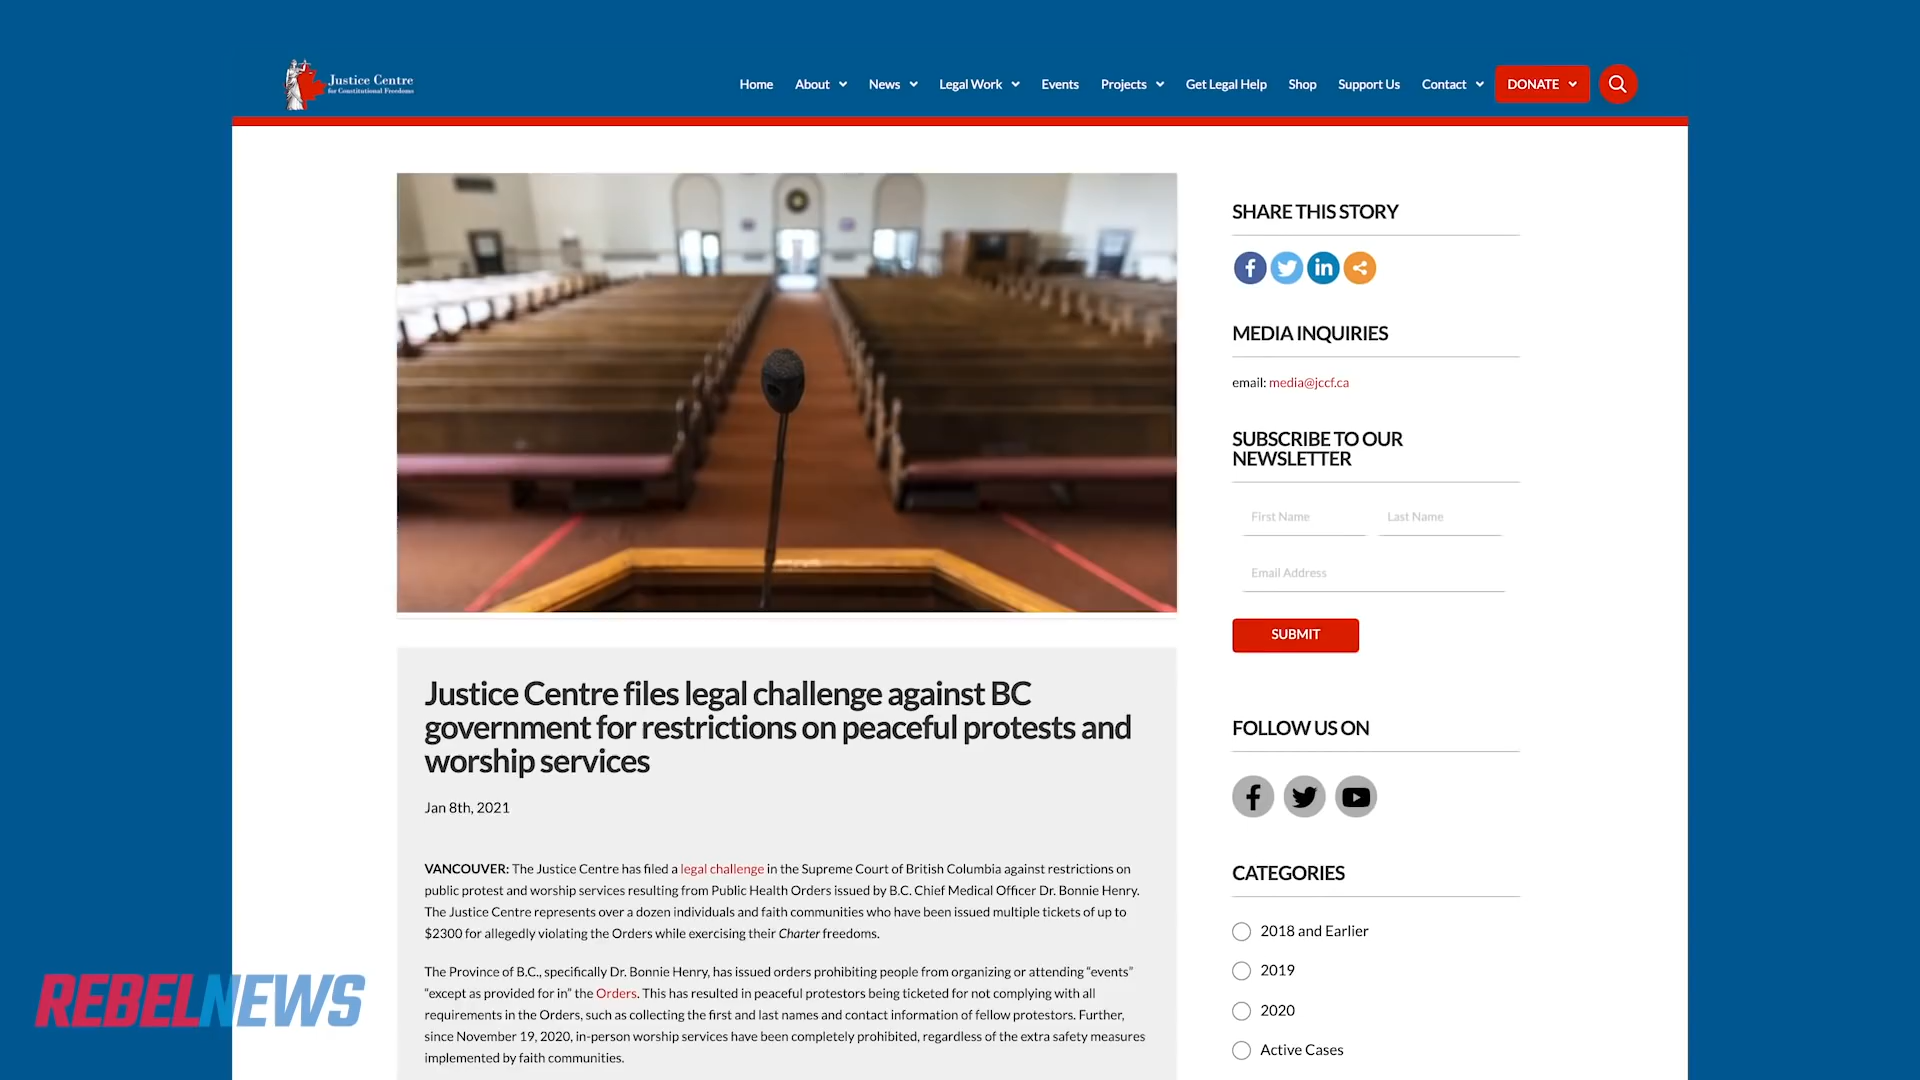 Justice Centre
for Constitutional Freedoms
Home About News Legal Work Events Projects Get Legal Help Shop Support Us Contact DONATE
SHARE THIS STORY
MEDIA INQUIRIES
email: media@jccf.ca
SUBSCRIBE TO OUR
NEWSLETTER
First Name Last Name
Email Address
SUBMIT
FOLLOW US ON
CATEGORIES
2018 and Earlier
2019
2020
Active Cases
Justice Centre files legal challenge against BC
government for restrictions on peaceful protests and
worship services
Jan 8th, 2021
VANCOUVER: The Justice Centre has filed a legal challenge in the Supreme Court of British Columbia against restrictions on
public protest and worship services resulting from Public Health Orders issued by B.C. Chief Medical Officer Dr. Bonnie Henry.
The Justice Centre represents over a dozen individuals and faith communities who have been issued multiple tickets of up to
$2300 for allegedly violating the Orders while exercising their Charter freedoms.
The Province of B.C., specifically Dr. Bonnie Henry, has issued orders prohibiting people from organizing or attending “events”
“except as provided for in” the Orders. This has resulted in peaceful protestors being ticketed for not complying with all
requirements in the Orders, such as collecting the first and last names and contact information of fellow protestors. Further,
since November 19, 2020, in-person worship services have been completely prohibited, regardless of the extra safety measures
implemented by faith communities.
REBELNEWS